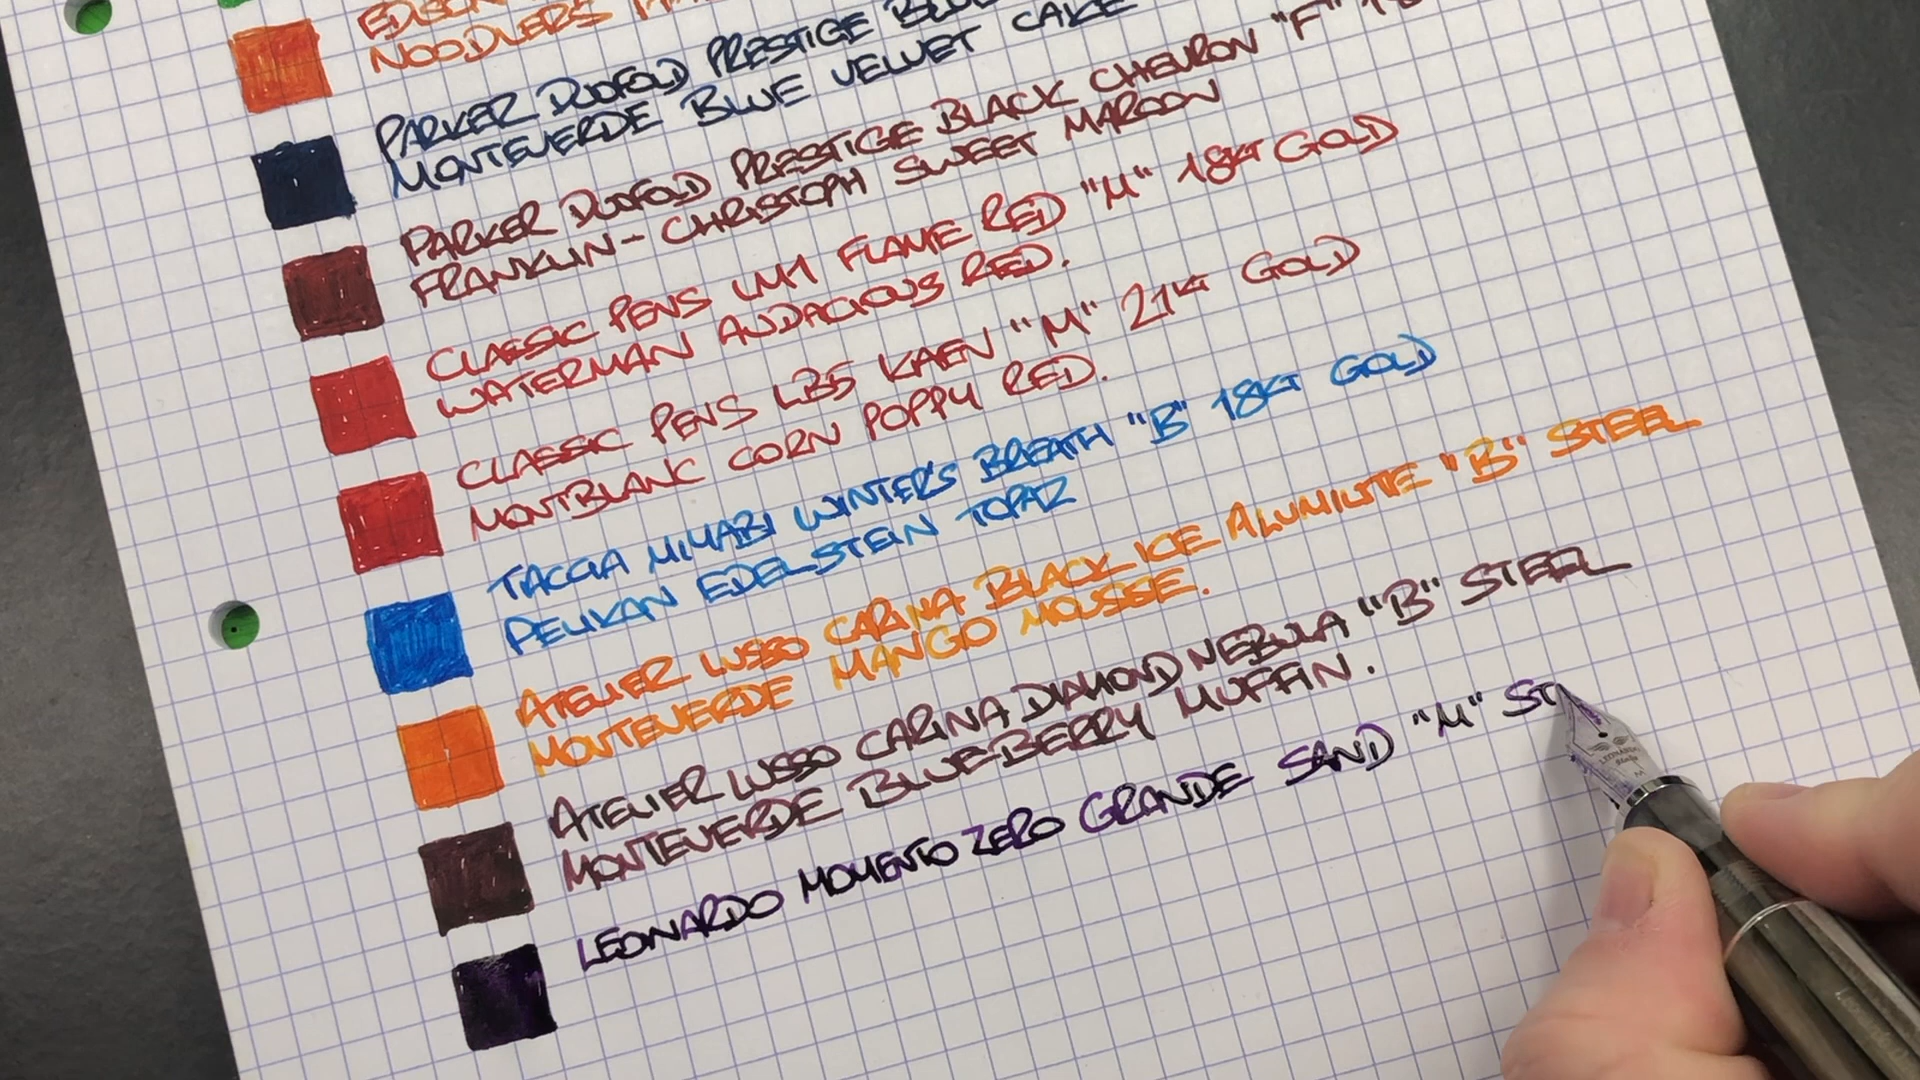 NOODLER'S
PARKER DUOFOLD PRESTIGE
MONTEVERDE BLUE VELVET CAKE
PARKER DUOFOLD PRESTIGE BLACK CHEVRON "F"
FRANKLIN-CHRISTOPH SWEET MAROON
CLASSIC PENS LM1 FLAME RED "M" 18KT GOLD
WATERMAN AUDACIOUS RED.
CLASSIC PENS LB5 KAEN "M" 21KT GOLD
MONTBLANC CORN POPPY RED.
TACCIA MIYABI WINTER'S BREATH "B" 18KT GOLD
PELIKAN EDELSTEIN TOPAZ
ATELIER LUSSO CARINA BLACK ICE ALUMILITE "B" STEEL
MONTEVERDE MANGO MOUSSE.
ATELIER LUSSO CARINA DIAMOND NEBULA "B" STEEL
MONTEVERDE BLUEBERRY MUFFIN.
LEONARDO MOMENTO ZERO GRANDE SAND "M" ST
LEONARDO
M